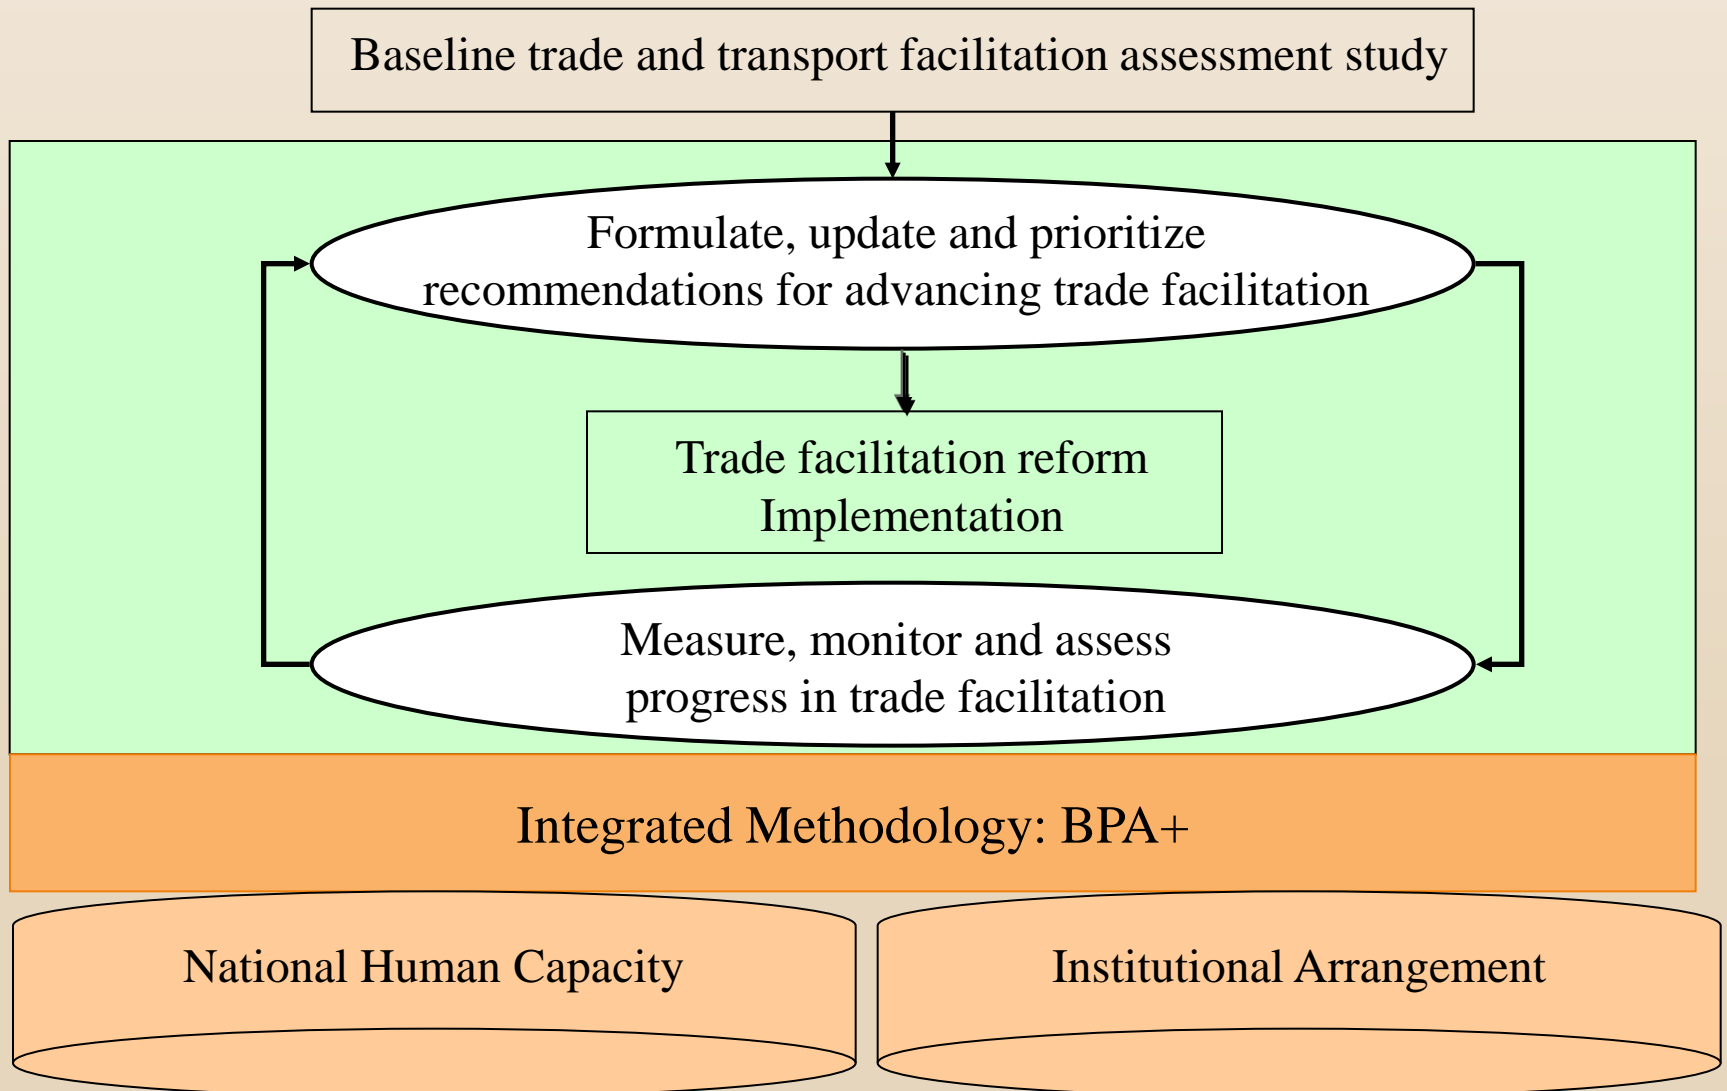 Baseline trade and transport facilitation assessment study
Formulate, update and prioritize
recommendations for advancing trade facilitation
Trade facilitation reform
Implementation
Measure, monitor and assess
progress in trade facilitation
Integrated Methodology: BPA+
National Human Capacity
Institutional Arrangement